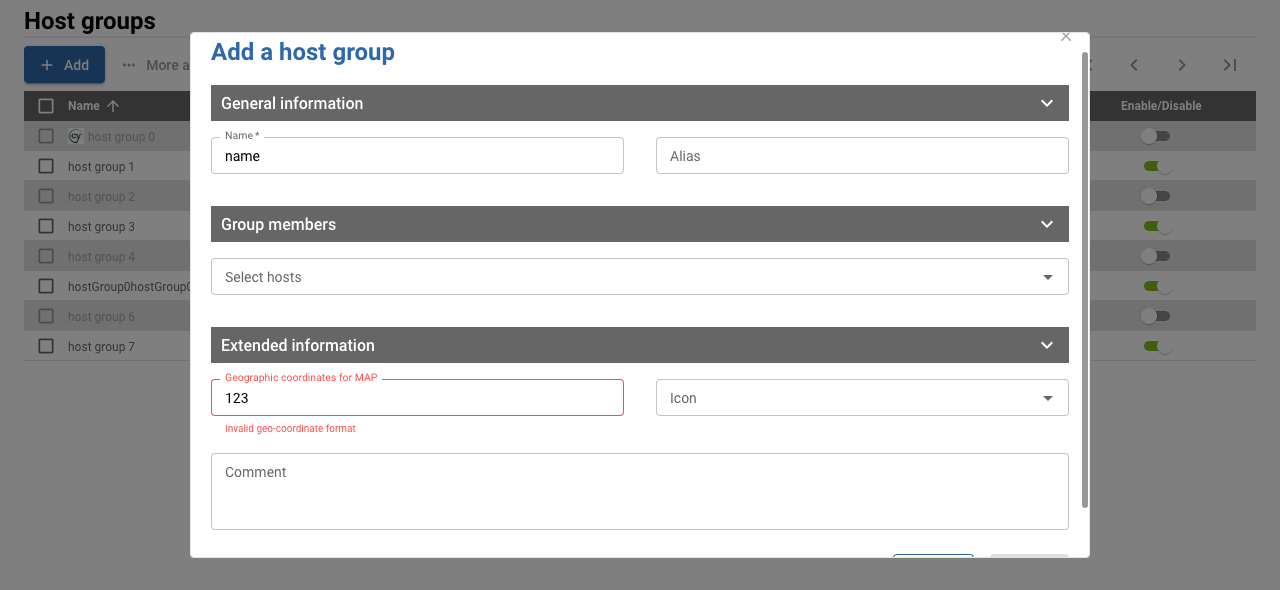 Host groups
Add
More a
Name
Enable/Disable
host group 0
host group 1
host group 2
host group 3
host group 4
hostGroup0hostGroup0
host group 6
host group 7
Add a host group
General information
Name *
name
Alias
Group members
Select hosts
Extended information
Geographic coordinates for MAP
123
Invalid geo-coordinate format
Icon
Comment